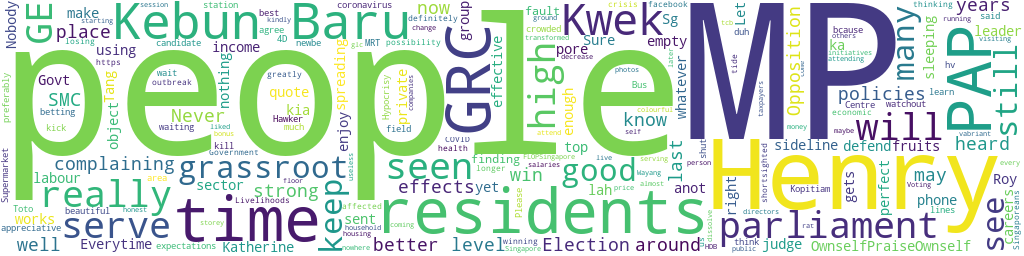 people
MP
Henry
residents
GRC
PAP
time
Kebun
Baru
Kwek
GE
really
serve
grassroot
seen
good
high
will
still
many
parliament
see
keep
Nobody
make
place
station
income
now
group
coronavirus
using
nothing
best
kindly
agree
4D
MRT
possibility
session
starting
losing
change
candidate
newbe
gic
https
Govt
Tang
SMC
object
betting
kick
wait
outbreak
Never
quote
kia
Hawker
much
greatly
Hypocrisy
private
spreading
enjoy
field
health
COVID
companies
decrease
effective
crowded
pore
fault
ground
facebook
Sg
crisis
transformed
Sure
empty
enough
know
photos
Bus
colourful
self
later
whatever
Let
duh
tcb
tide
taxpayers
Opposition
thinking
running
said
leader
visiting
years
sleeping
ka
bcause
others
initiatives
attending
policies
hv
learn
Centre
watchout
economic
maybe
vabriant
money
sideline
defend
fruits
heard
may
Roy
gets
perfect
phone
lines
Kopitiam
Voting
shortsighted
person
shut
right
anot
last
us
careers
Singaporeans
every
judge
directors
rat
think
public
HDB
dissolve
OwnselfPraiseOwnself
around
level
Election
better
winning
Singapore
Please
Wayang
almost
price
live
serving
salaries
FLOPsingapore
attend
finding
longer
top
win
lah
yet
effects
strong
sector
labour
complaining
Supermarket
preferably
appreciative
Toto
works
beautiful
honest
area
bonus
liked
Government
kill
waiting
floor
Livelihoods
useless
affected
household
housing
sent
coming
nowhere
storey
expectations
Katherine
Everytime
well